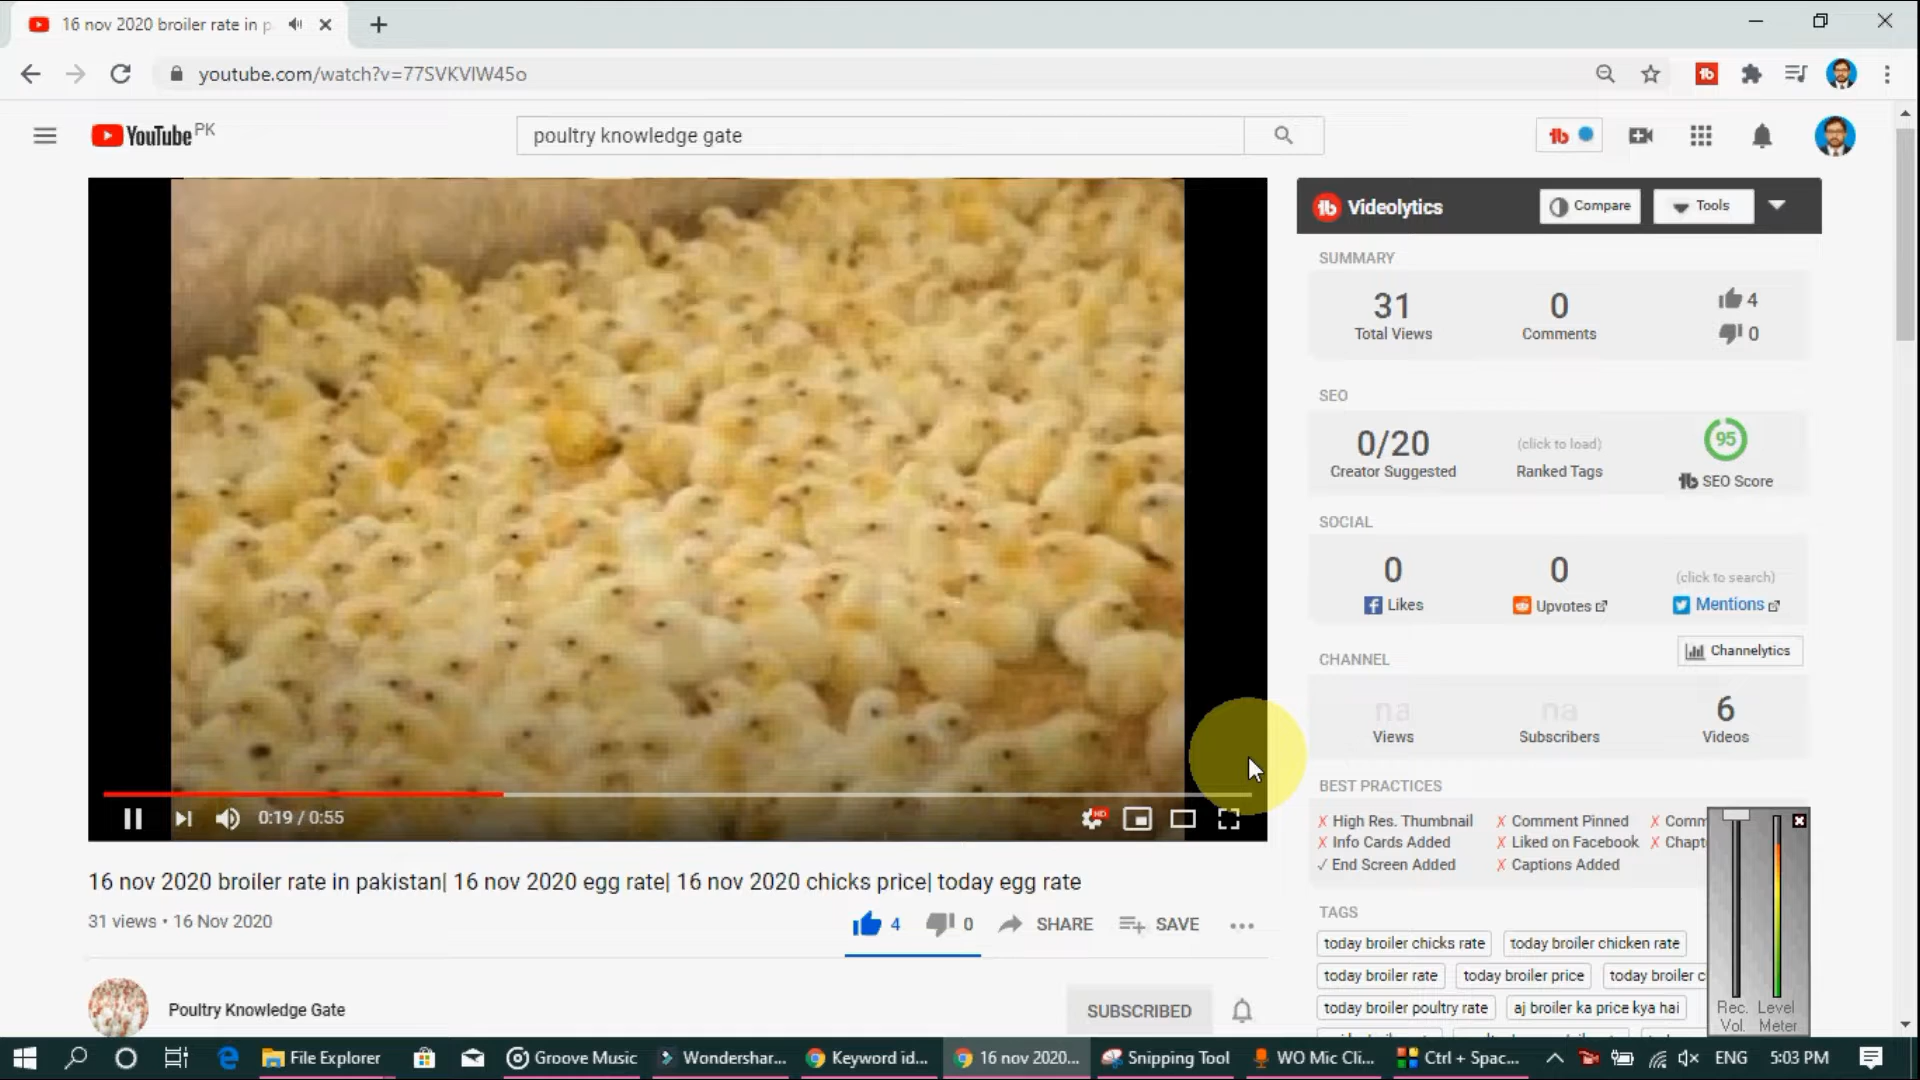 16 nov 2020 broiler rate in p
youtube.com/watch?v=77SVKVlW45o
YouTube PK
poultry knowledge gate
Videolytics
Compare
Tools
SUMMARY
31
0
4
Total Views
Comments
0
SEO
0/20
(click to load)
95
Creator Suggested
Ranked Tags
SEO Score
SOCIAL
0
0
(click to search)
Likes
Upvotes
Mentions
CHANNEL
Channelytics
na
na
6
Views
Subscribers
Videos
BEST PRACTICES
X High Res. Thumbnail X Comment Pinned X Comm
X Info Cards Added X Liked on Facebook X Chapt
✓ End Screen Added X Captions Added
TAGS
today broiler chicks rate today broiler chicken rate
today broiler rate today broiler price today broiler c
today broiler poultry rate aj broiler ka price kya hai
Rec. Level
Vol. Meter
HD
0:19 / 0:55
16 nov 2020 broiler rate in pakistan| 16 nov 2020 egg rate| 16 nov 2020 chicks price| today egg rate
31 views • 16 Nov 2020
4 0 SHARE SAVE
Poultry Knowledge Gate
SUBSCRIBED
File Explorer Groove Music Wondershar... Keyword id... 16 nov 2020... Snipping Tool WO Mic Cli... Ctrl + Spac... ENG 5:03 PM